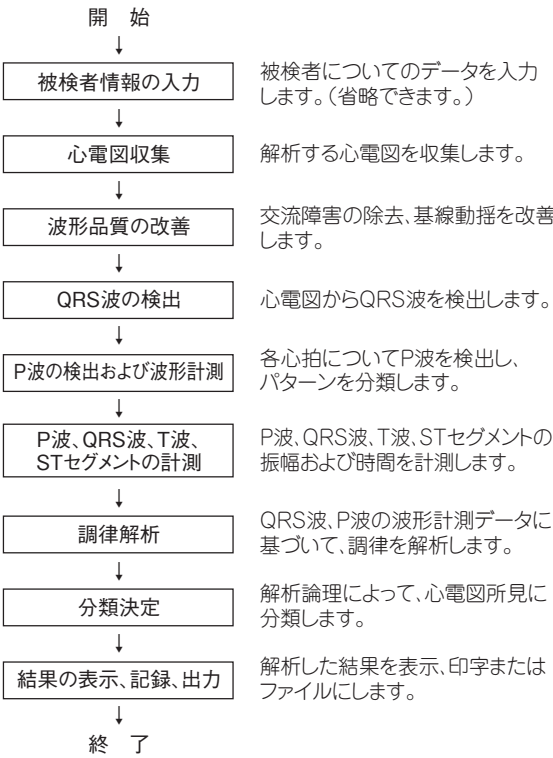 開　始
被検者情報の入力
被検者についてのデータを入力
します。（省略できます。）
心電図収集
解析する心電図を収集します。
波形品質の改善
交流障害の除去、基線動揺を改善
します。
QRS波の検出
心電図からQRS波を検出します。
P波の検出および波形計測
各心拍についてP波を検出し、
パターンを分類します。
P波、QRS波、T波、
STセグメントの計測
P波、QRS波、T波、STセグメントの
振幅および時間を計測します。
調律解析
QRS波、P波の波形計測データに
基づいて、調律を解析します。
分類決定
解析論理によって、心電図所見に
分類します。
結果の表示、記録、出力
解析した結果を表示、印字または
ファイルにします。
終　了